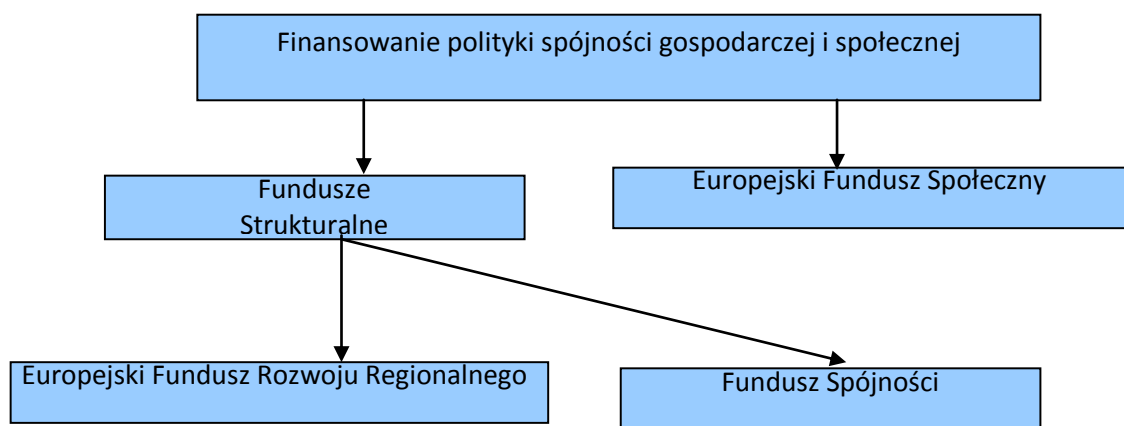 Finansowanie polityki spójności gospodarczej i społecznej
Fundusze
Strukturalne
Europejski Fundusz Społeczny
Europejski Fundusz Rozwoju Regionalnego
Fundusz Spójności